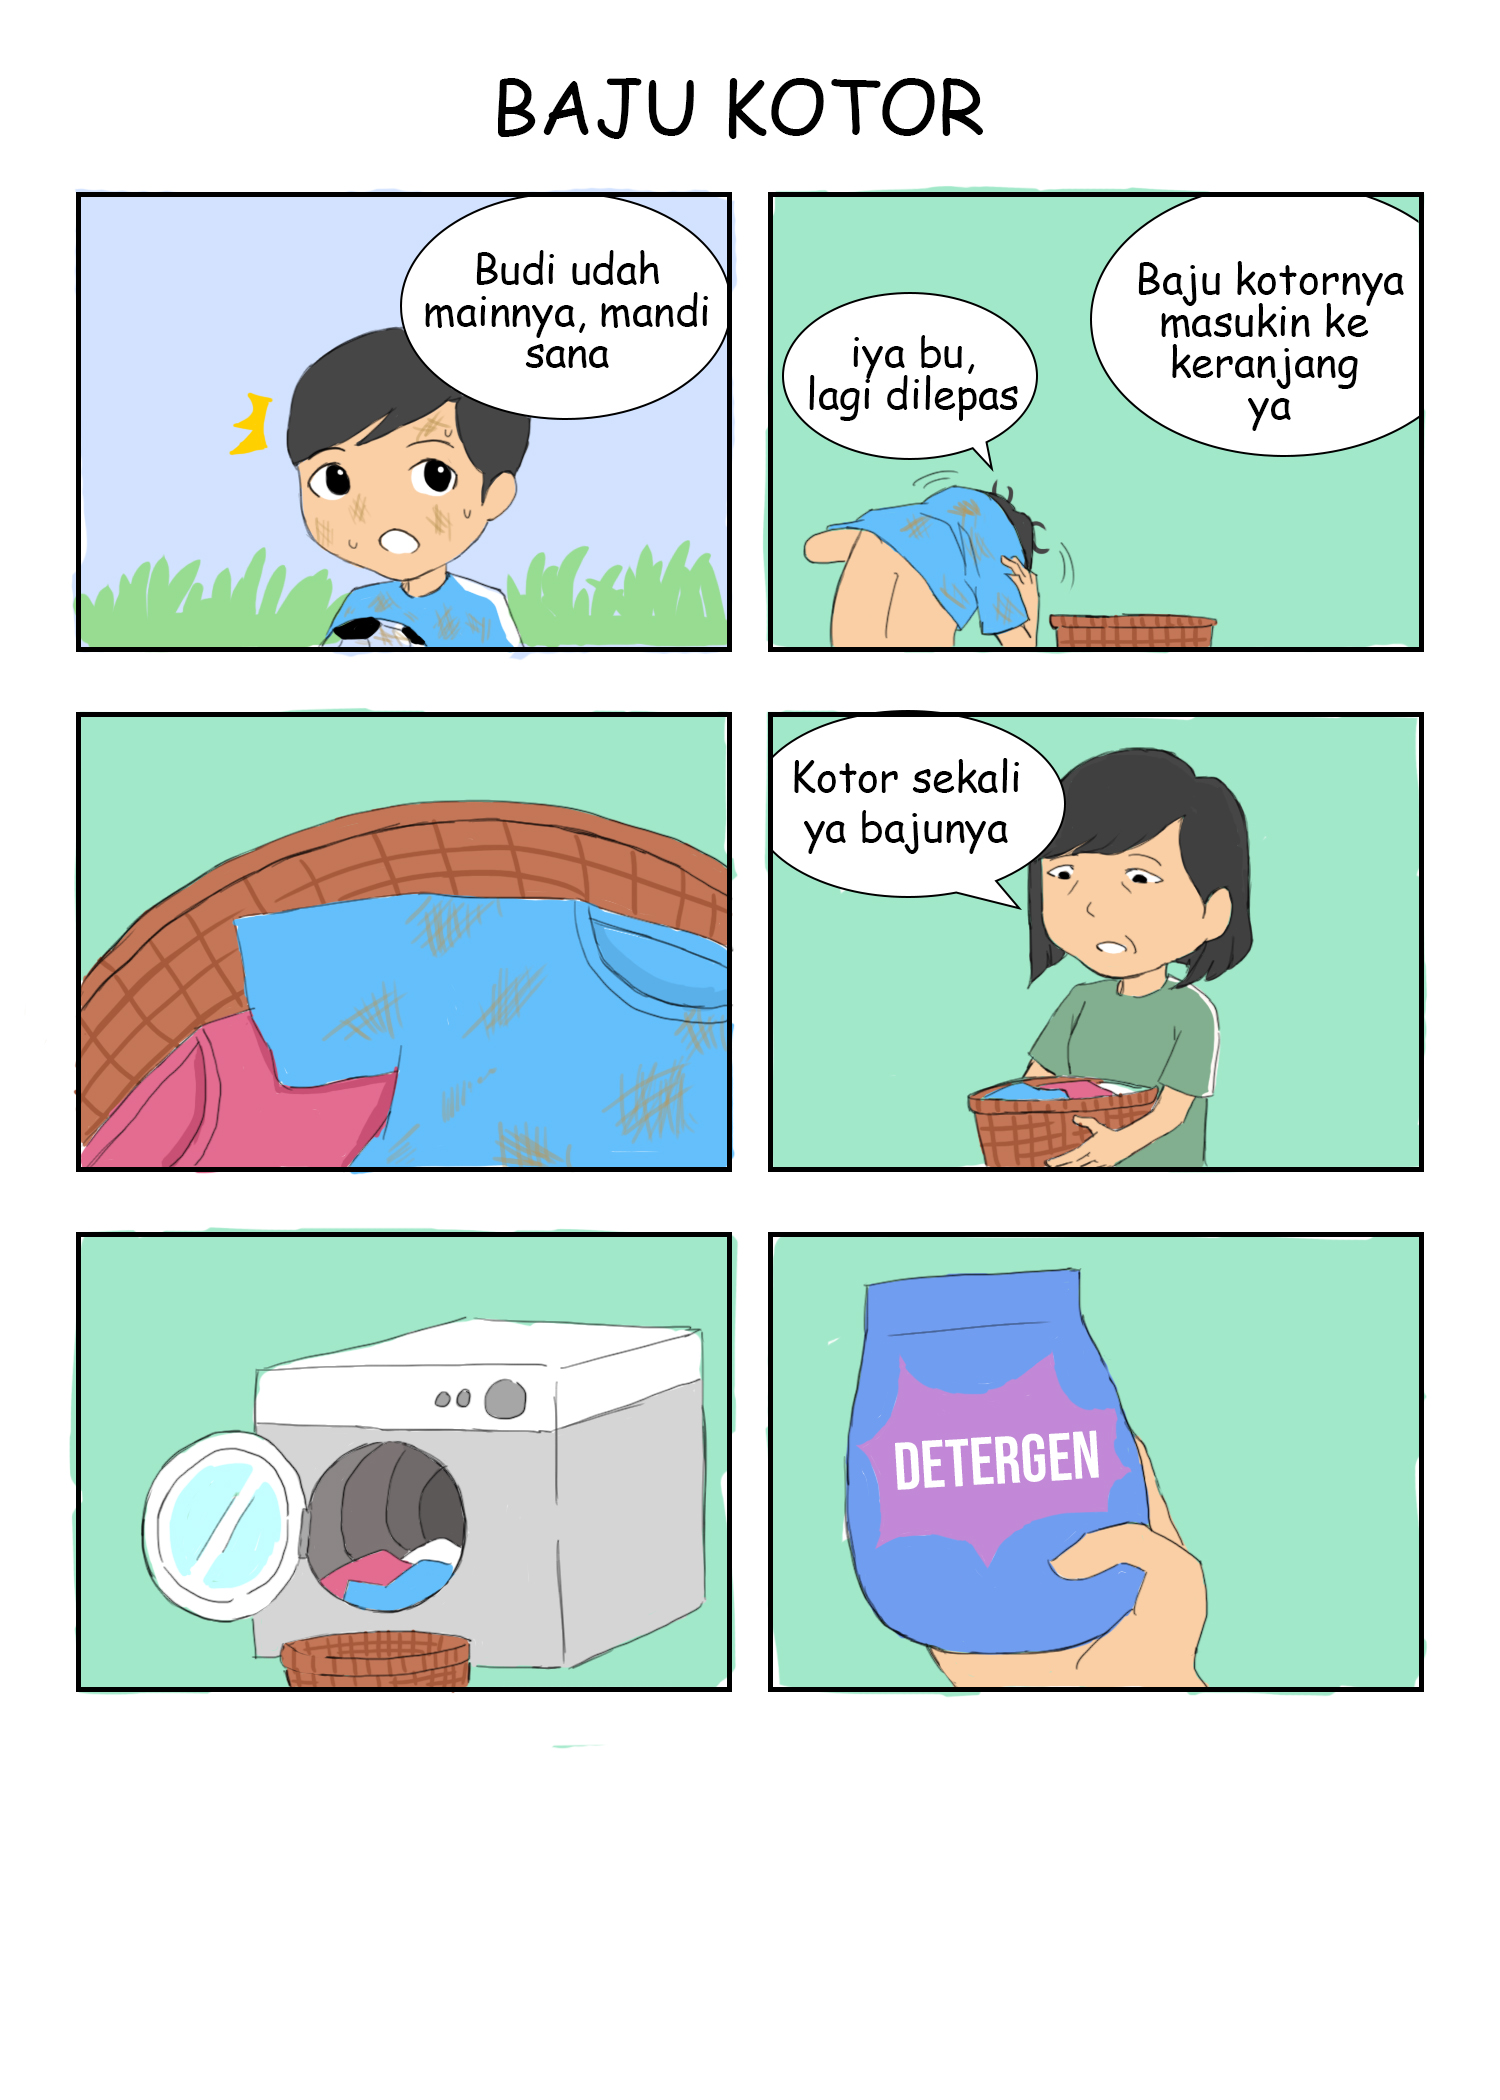 BAJU KOTOR
Budi udah
mainnya, mandi
sana
iya bu,
lagi dilepas
Baju kotornya
masukin ke
keranjang
ya
Kotor sekali
ya bajunya
DETERGEN